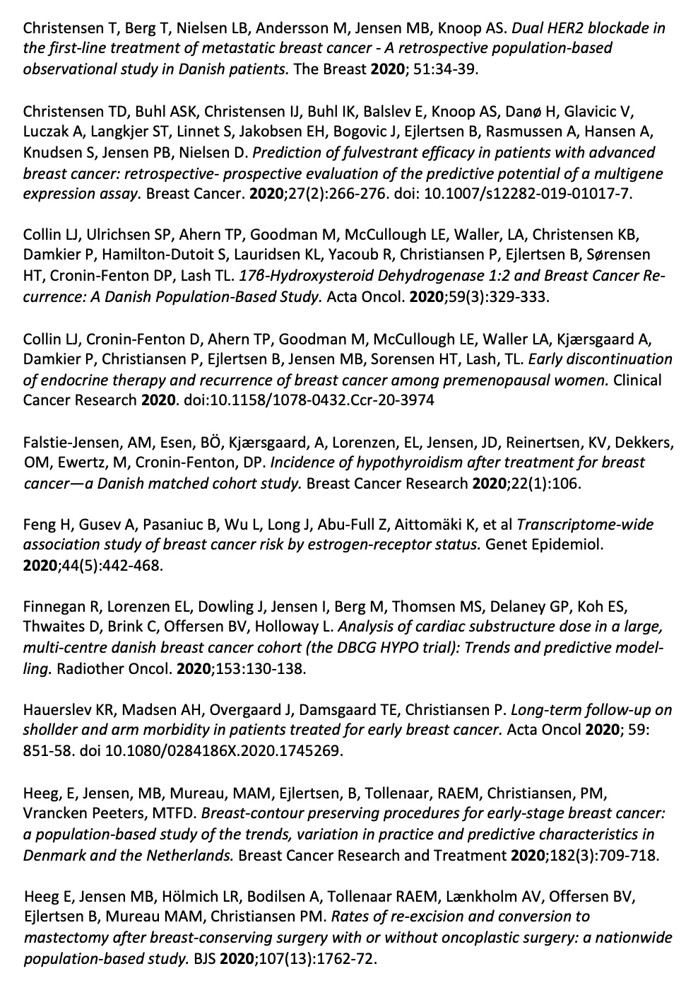 Christensen T, Berg T, Nielsen LB, Andersson M, Jensen MB, Knoop AS. Dual HER2 blockade in
the first-line treatment of metastatic breast cancer - A retrospective population-based
observational study in Danish patients. The Breast 2020; 51:34-39.
Christensen TD, Buhl ASK, Christensen IJ, Buhl IK, Balslev E, Knoop AS, Danø H, Glavicic V,
Luczak A, Langkjer ST, Linnet S, Jakobsen EH, Bogovic J, Ejlertsen B, Rasmussen A, Hansen A,
Knudsen S, Jensen PB, Nielsen D. Prediction of fulvestrant efficacy in patients with advanced
breast cancer: retrospective- prospective evaluation of the predictive potential of a multigene
expression assay. Breast Cancer. 2020;27(2):266-276. doi: 10.1007/s12282-019-01017-7.
Collin LJ, Ulrichsen SP, Ahern TP, Goodman M, McCullough LE, Waller, LA, Christensen KB,
Damkier P, Hamilton-Dutoit S, Lauridsen KL, Yacoub R, Christiansen P, Ejlertsen B, Sørensen
HT, Cronin-Fenton DP, Lash TL. 17β-Hydroxysteroid Dehydrogenase 1:2 and Breast Cancer Re-
currence: A Danish Population-Based Study. Acta Oncol. 2020;59(3):329-333.
Collin LJ, Cronin-Fenton D, Ahern TP, Goodman M, McCullough LE, Waller LA, Kjærsgaard A,
Damkier P, Christiansen P, Ejlertsen B, Jensen MB, Sorensen HT, Lash, TL. Early discontinuation
of endocrine therapy and recurrence of breast cancer among premenopausal women. Clinical
Cancer Research 2020. doi:10.1158/1078-0432.Ccr-20-3974
Falstie-Jensen, AM, Esen, BÖ, Kjærsgaard, A, Lorenzen, EL, Jensen, JD, Reinertsen, KV, Dekkers,
OM, Ewertz, M, Cronin-Fenton, DP. Incidence of hypothyroidism after treatment for breast
cancer—a Danish matched cohort study. Breast Cancer Research 2020;22(1):106.
Feng H, Gusev A, Pasaniuc B, Wu L, Long J, Abu-Full Z, Aittomäki K, et al Transcriptome-wide
association study of breast cancer risk by estrogen-receptor status. Genet Epidemiol.
2020;44(5):442-468.
Finnegan R, Lorenzen EL, Dowling J, Jensen I, Berg M, Thomsen MS, Delaney GP, Koh ES,
Thwaites D, Brink C, Offersen BV, Holloway L. Analysis of cardiac substructure dose in a large,
multi-centre danish breast cancer cohort (the DBCG HYPO trial): Trends and predictive model-
ling. Radiother Oncol. 2020;153:130-138.
Hauerslev KR, Madsen AH, Overgaard J, Damsgaard TE, Christiansen P. Long-term follow-up on
shollder and arm morbidity in patients treated for early breast cancer. Acta Oncol 2020; 59:
851-58. doi 10.1080/0284186X.2020.1745269.
Heeg, E, Jensen, MB, Mureau, MAM, Ejlertsen, B, Tollenaar, RAEM, Christiansen, PM,
Vrancken Peeters, MTFD. Breast-contour preserving procedures for early-stage breast cancer:
a population-based study of the trends, variation in practice and predictive characteristics in
Denmark and the Netherlands. Breast Cancer Research and Treatment 2020;182(3):709-718.
Heeg E, Jensen MB, Hölmich LR, Bodilsen A, Tollenaar RAEM, Lænkholm AV, Offersen BV,
Ejlertsen B, Mureau MAM, Christiansen PM. Rates of re-excision and conversion to
mastectomy after breast-conserving surgery with or without oncoplastic surgery: a nationwide
population-based study. BJS 2020;107(13):1762-72.